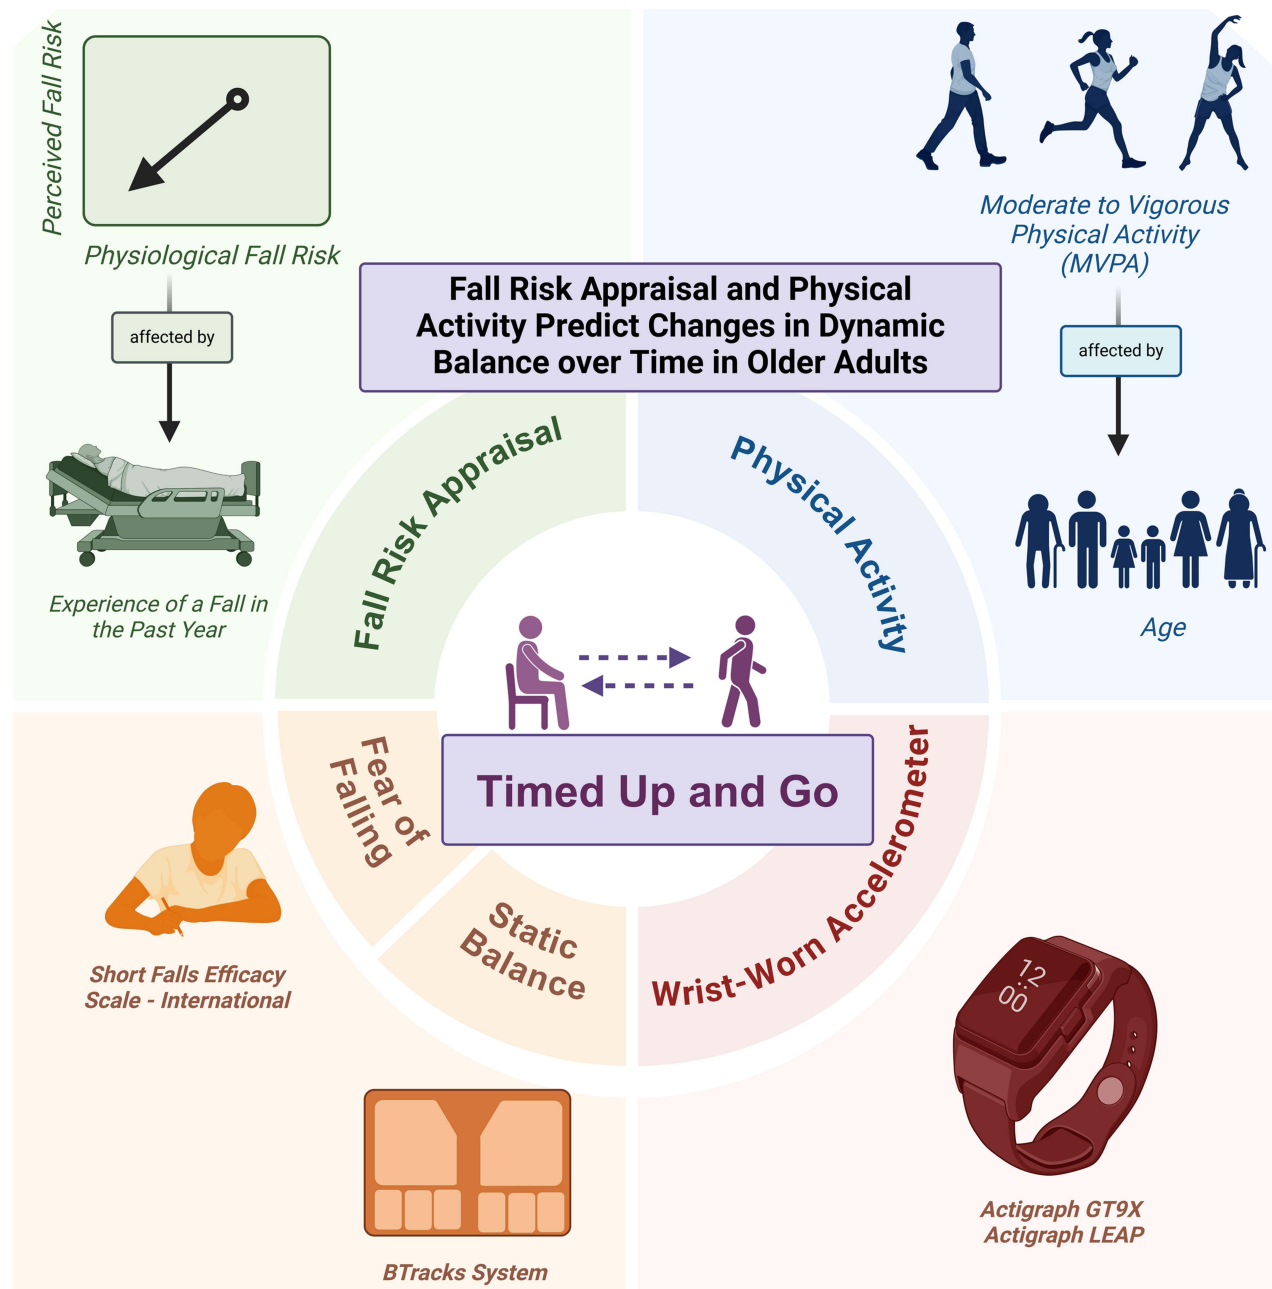 Perceived Fall Risk
Physiological Fall Risk
affected by
Experience of a Fall in
the Past Year
Moderate to Vigorous
Physical Activity
(MVPA)
affected by
Age
Fall Risk Appraisal and Physical
Activity Predict Changes in Dynamic
Balance over Time in Older Adults
Fall Risk Appraisal
Physical Activity
Timed Up and Go
Fear of
Falling
Static
Balance
Wrist-Worn Accelerometer
Short Falls Efficacy
Scale - International
12:
00
BTracks System
Actigraph GT9X
Actigraph LEAP